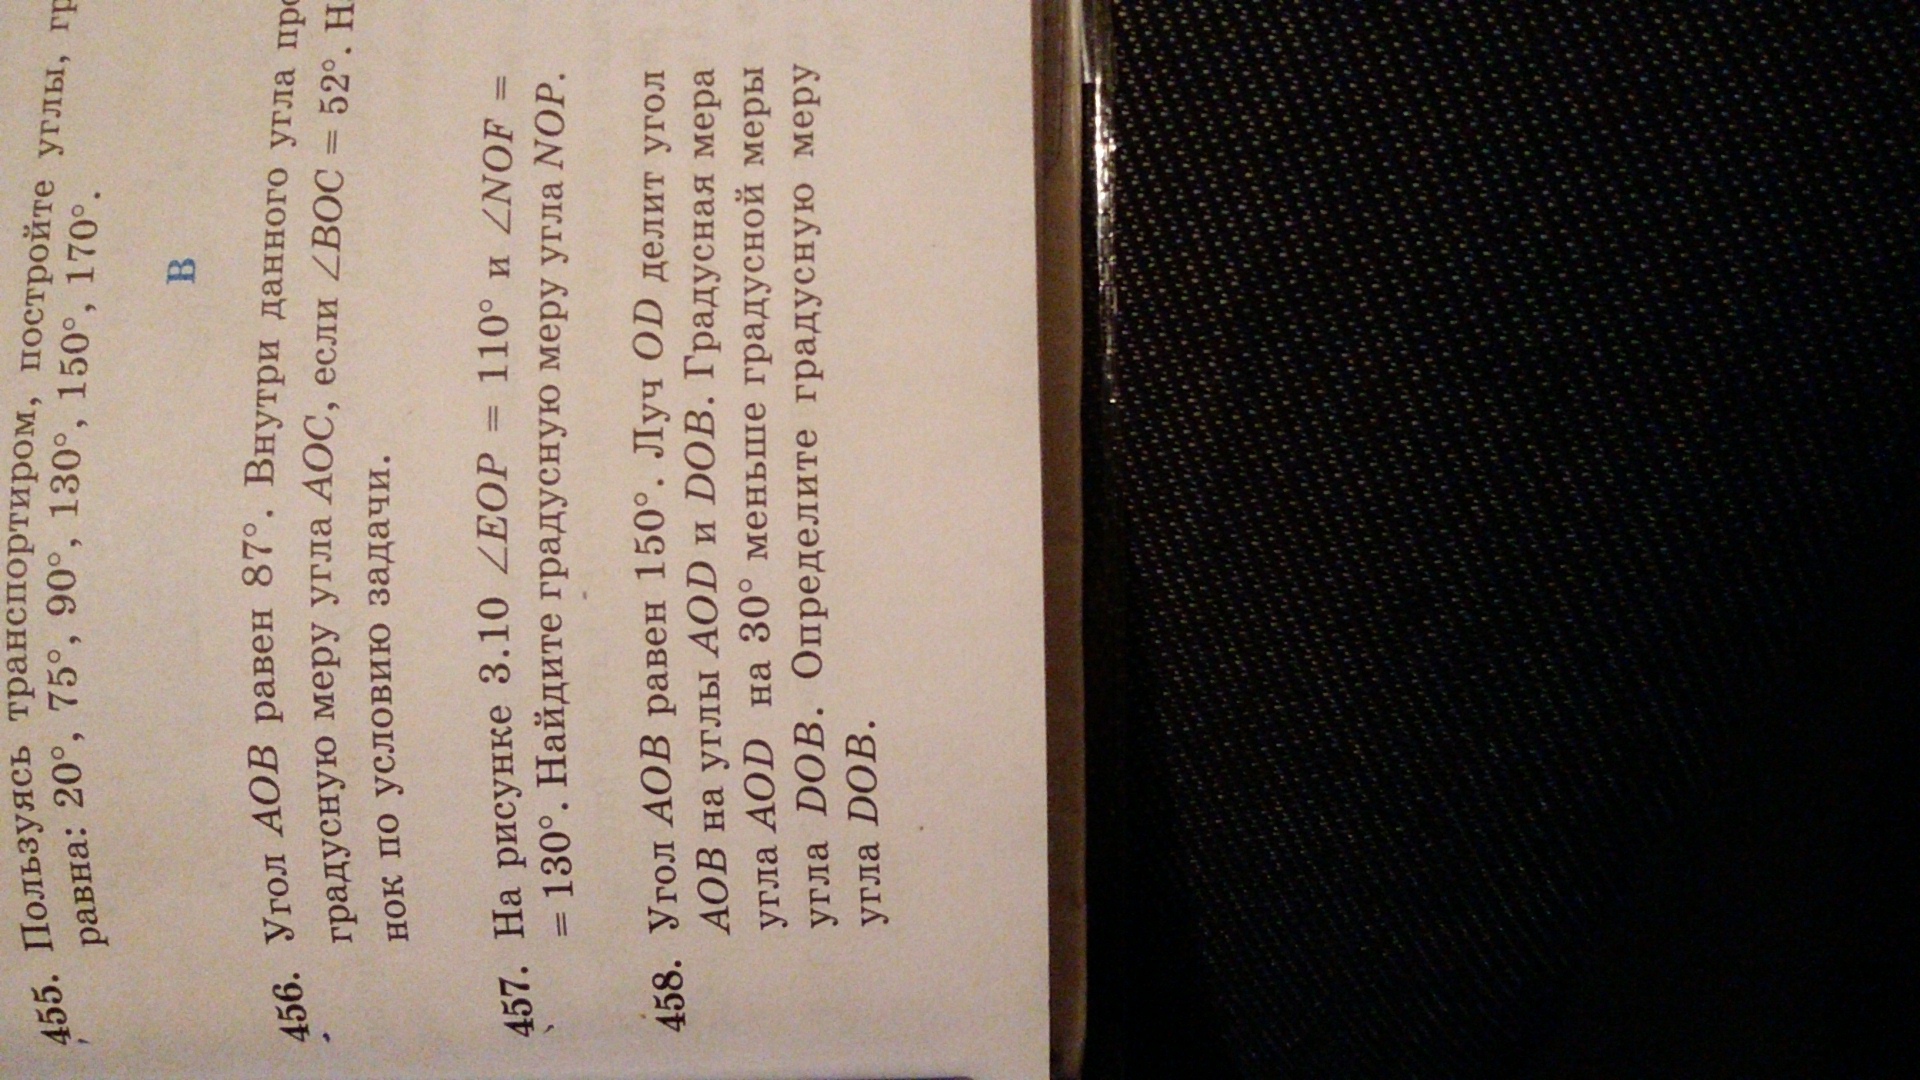 455. Пользуясь транспортиром, постройте углы,
равна: 20°, 75°, 90°, 130°, 150°, 170°.
В
456. Угол AOB равен 87°. Внутри данного угла
градусную меру угла AOC, если ∠BOC = 52°.
нок по условию задачи.
457. На рисунке 3.10 ∠EOP = 110° и ∠NOF =
= 130°. Найдите градусную меру угла NOP.
458. Угол AOB равен 150°. Луч OD делит угол
AOB на углы AOD и DOB. Градусная мера
угла AOD на 30° меньше градусной меры
угла DOB. Определите градусную меру
угла DOB.